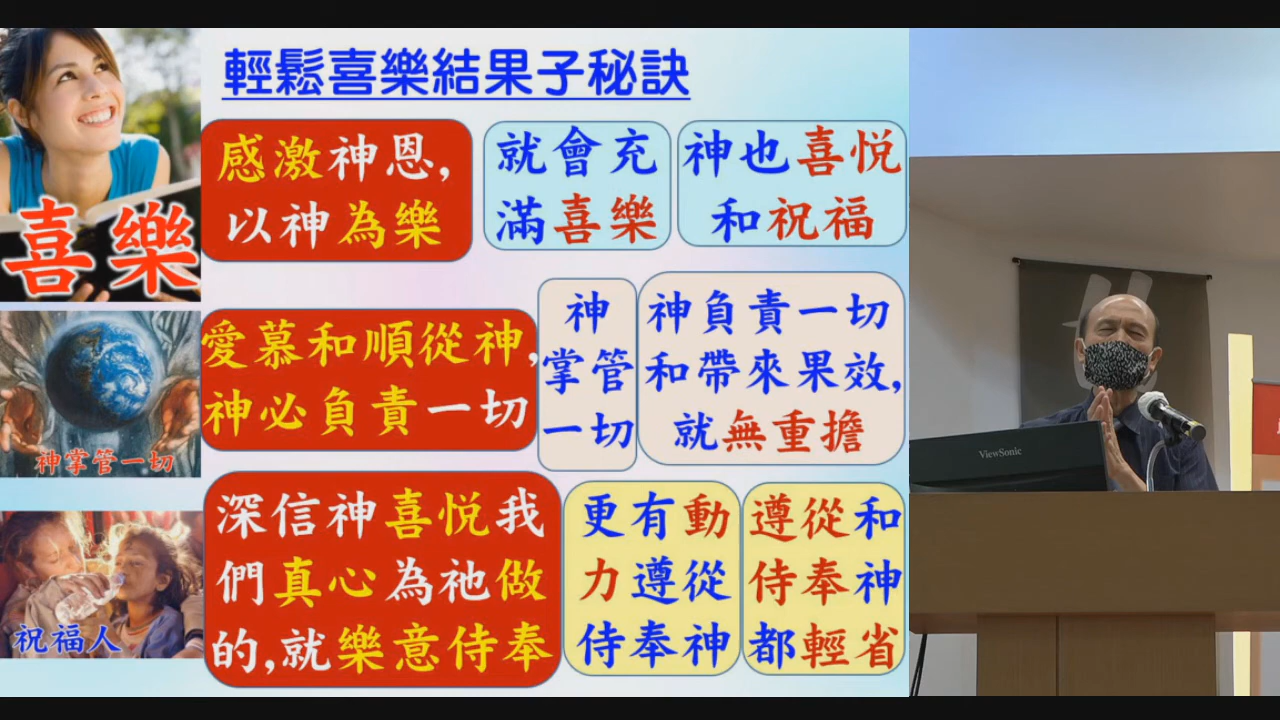 輕鬆喜樂結果子秘訣
喜樂
感激神恩,
以神為樂
就會充
滿喜樂
神也喜悅
和祝福
神掌管一切
愛慕和順從神,
神必負責一切
神
掌管
一切
神負責一切
和帶來果效,
就無重擔
祝福人
深信神喜悅我
們真心為祂做
的,就樂意侍奉
更有動
力遵從
侍奉神
遵從和
侍奉神
都輕省
ViewSonic